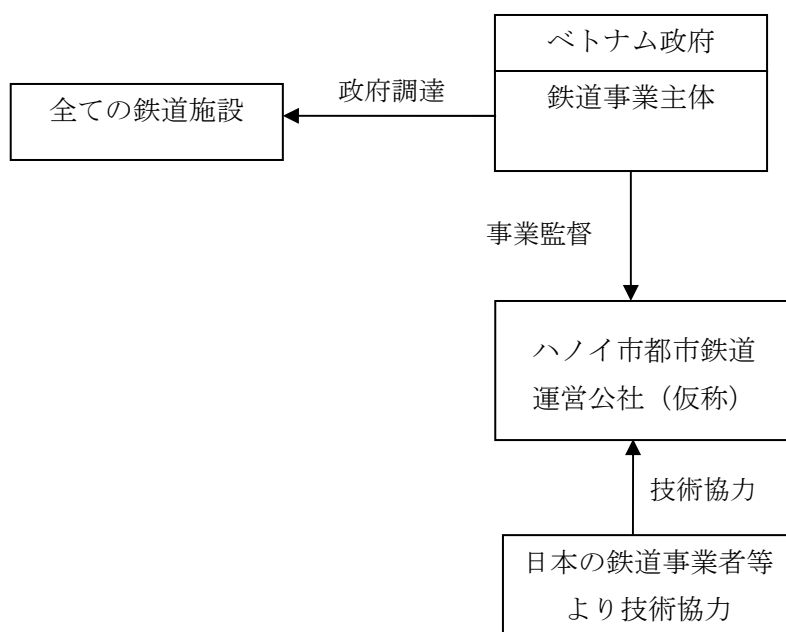 ベトナム政府
鉄道事業主体
全ての鉄道施設
政府調達
事業監督
ハノイ市都市鉄道
運営公社（仮称）
技術協力
日本の鉄道事業者等
より技術協力